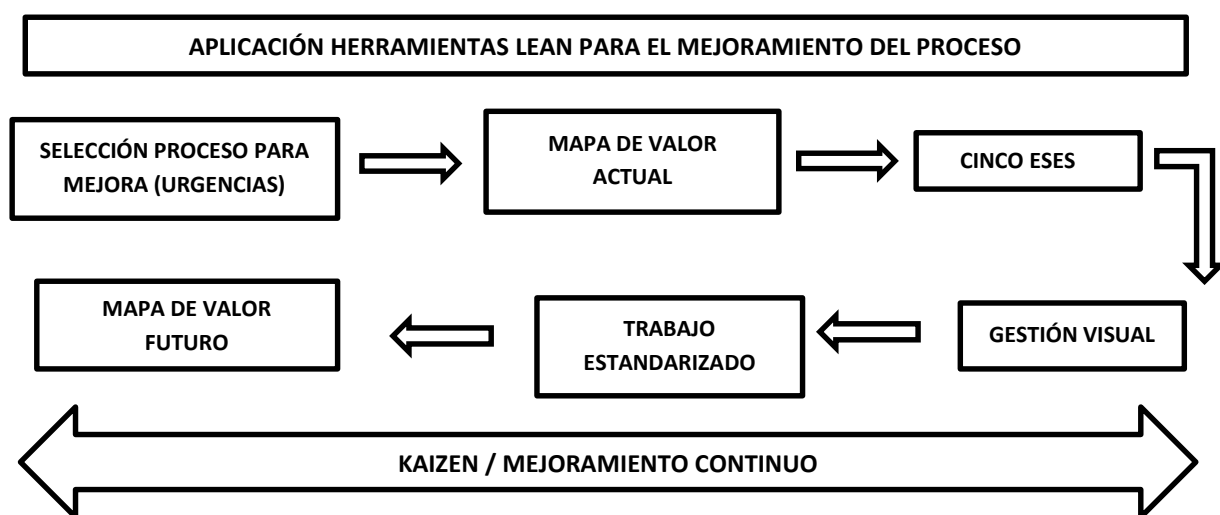 APLICACIÓN HERRAMIENTAS LEAN PARA EL MEJORAMIENTO DEL PROCESO
SELECCIÓN PROCESO PARA
MEJORA (URGENCIAS)
MAPA DE VALOR
ACTUAL
CINCO ESES
GESTIÓN VISUAL
TRABAJO
ESTANDARIZADO
MAPA DE VALOR
FUTURO
KAIZEN / MEJORAMIENTO CONTINUO